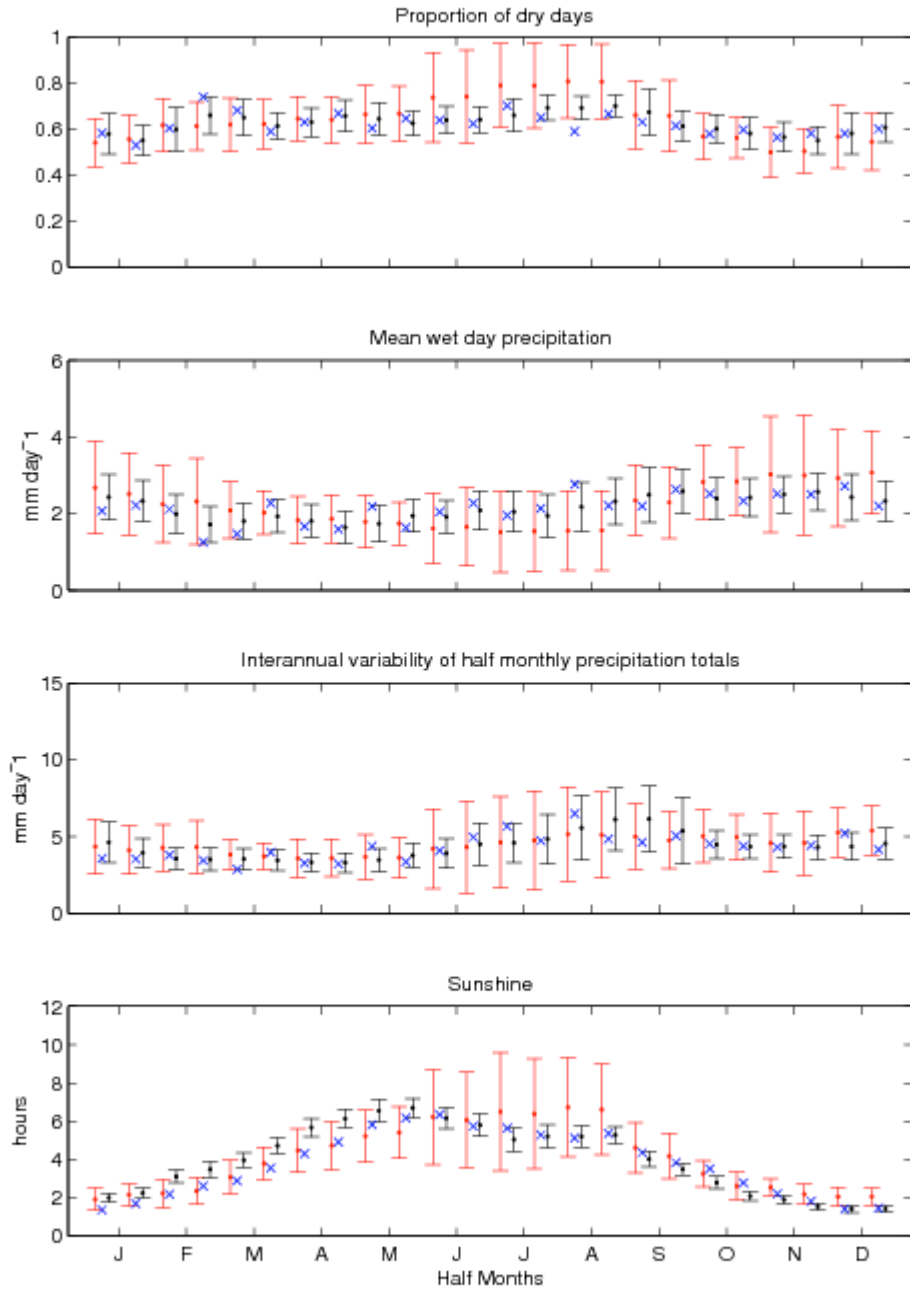 Proportion of dry days
1
0.8
0.6
0.4
0.2
0
Mean wet day precipitation
6
4
2
0
mm day⁻1
Interannual variability of half monthly precipitation totals
15
10
5
0
mm day⁻1
Sunshine
12
10
8
6
4
2
0
hours
J F M A M J J A S O N D
Half Months